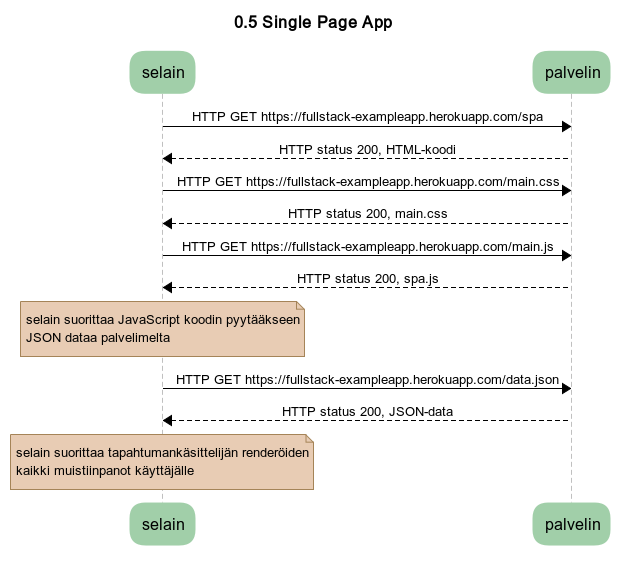 0.5 Single Page App
selain
palvelin
HTTP GET https://fullstack-exampleapp.herokuapp.com/spa
HTTP status 200, HTML-koodi
HTTP GET https://fullstack-exampleapp.herokuapp.com/main.css
HTTP status 200, main.css
HTTP GET https://fullstack-exampleapp.herokuapp.com/main.js
HTTP status 200, spa.js
selain suorittaa JavaScript koodin pyytääkseen
JSON dataa palvelimelta
HTTP GET https://fullstack-exampleapp.herokuapp.com/data.json
HTTP status 200, JSON-data
selain suorittaa tapahtumankäsittelijän renderöiden
kaikki muistiinpanot käyttäjälle
selain
palvelin